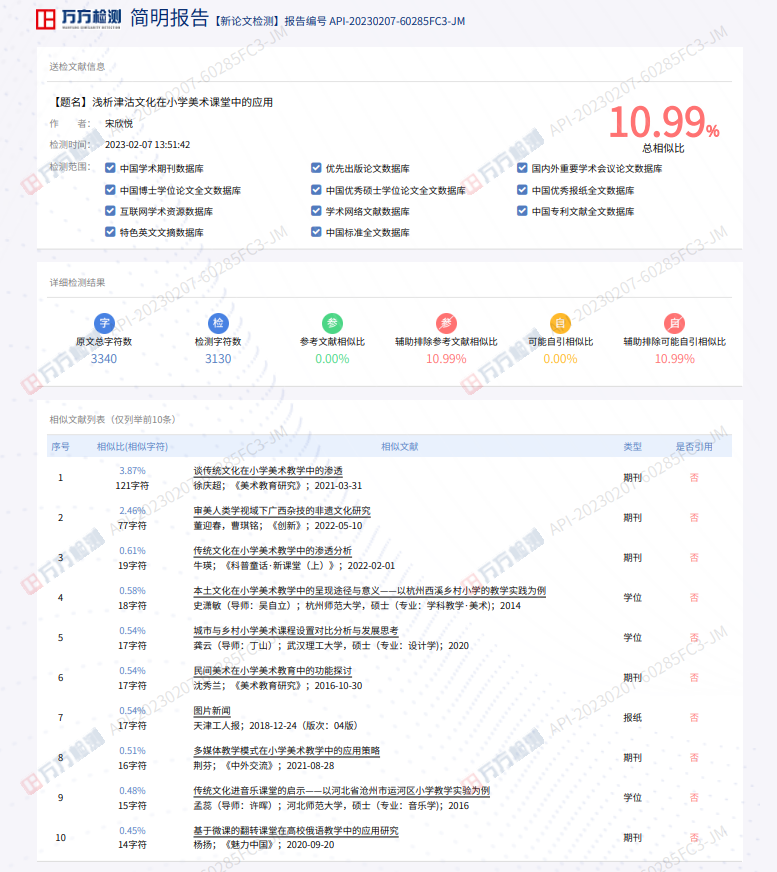 万方检测 简明报告【新论文检测】报告编号 API-20230207-60285FC3-JM
送检文献信息
【题名】浅析津沽文化在小学美术课堂中的应用
作 者： 宋欣悦
检测时间： 2023-02-07 13:51:42
10.99%
总相似比
检测范围： 中国学术期刊数据库 优先出版论文数据库 国内外重要学术会议论文数据库
中国博士学位论文全文数据库 中国优秀硕士学位论文全文数据库 中国优秀报纸全文数据库
互联网学术资源数据库 学术网络文献数据库 中国专利文献全文数据库
特色英文文摘数据库 中国标准全文数据库
详细检测结果
字 检 参 参 自 自
原文总字符数 检测字符数 参考文献相似比 辅助排除参考文献相似比 可能自引相似比 辅助排除可能自引相似比
3340 3130 0.00% 10.99% 0.00% 10.99%
相似文献列表（仅列举前10条）
序号 相似比(相似字符) 相似文献 类型 是否引用
1 3.87% 谈传统文化在小学美术教学中的渗透 期刊 否
121字符 徐庆超；《美术教育研究》；2021-03-31
2 2.46% 审美人类学视域下广西杂技的非遗文化研究 期刊 否
77字符 董迎春，曹琪铭；《创新》；2022-05-10
3 0.61% 传统文化在小学美术教学中的渗透分析 期刊 否
19字符 牛瑛；《科普童话·新课堂（上）》；2022-02-01
4 0.58% 本土文化在小学美术教学中的呈现途径与意义——以杭州西溪乡村小学的教学实践为例 学位 否
18字符 史潇敏（导师：吴自立）；杭州师范大学，硕士（专业：学科教学·美术)；2014
5 0.54% 城市与乡村小学美术课程设置对比分析与发展思考 学位 否
17字符 龚云（导师：丁山）；武汉理工大学，硕士（专业：设计学)；2020
6 0.54% 民间美术在小学美术教育中的功能探讨 期刊 否
17字符 沈秀兰；《美术教育研究》；2016-10-30
7 0.54% 图片新闻 报纸 否
17字符 天津工人报；2018-12-24（版次：04版）
8 0.51% 多媒体教学模式在小学美术教学中的应用策略 期刊 否
16字符 荆芬；《中外交流》；2021-08-28
9 0.48% 传统文化进音乐课堂的启示——以河北省沧州市运河区小学教学实验为例 学位 否
15字符 孟蕊（导师：许晖）；河北师范大学，硕士（专业：音乐学)；2016
10 0.45% 基于微课的翻转课堂在高校俄语教学中的应用研究 期刊 否
14字符 杨扬；《魅力中国》；2020-09-20